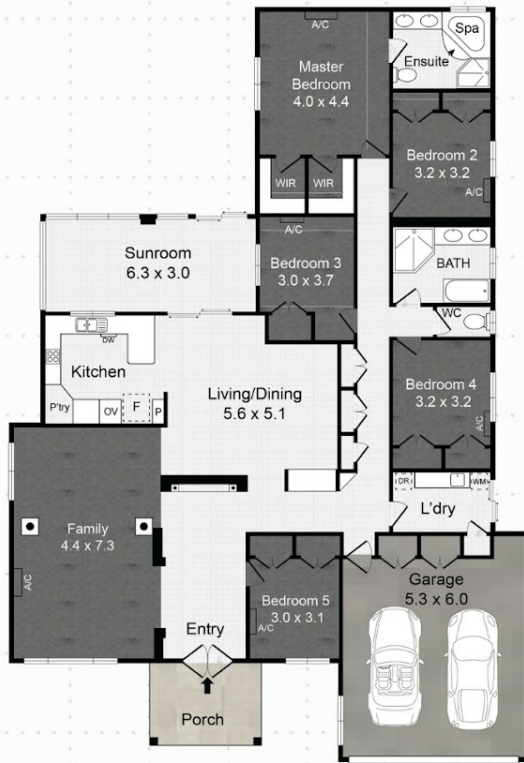 A/C
Spa
Ensuite
Master
Bedroom
4.0 x 4.4
Bedroom 2
3.2 x 3.2
A/C
WIR
WIR
A/C
Sunroom
6.3 x 3.0
Bedroom 3
3.0 x 3.7
BATH
WC
DW
Kitchen
P'try
OV
F
P
Living/Dining
5.6 x 5.1
Bedroom 4
3.2 x 3.2
A/C
DR
WM
L'dry
Family
4.4 x 7.3
A/C
Bedroom 5
3.0 x 3.1
A/C
Garage
5.3 x 6.0
Entry
Porch